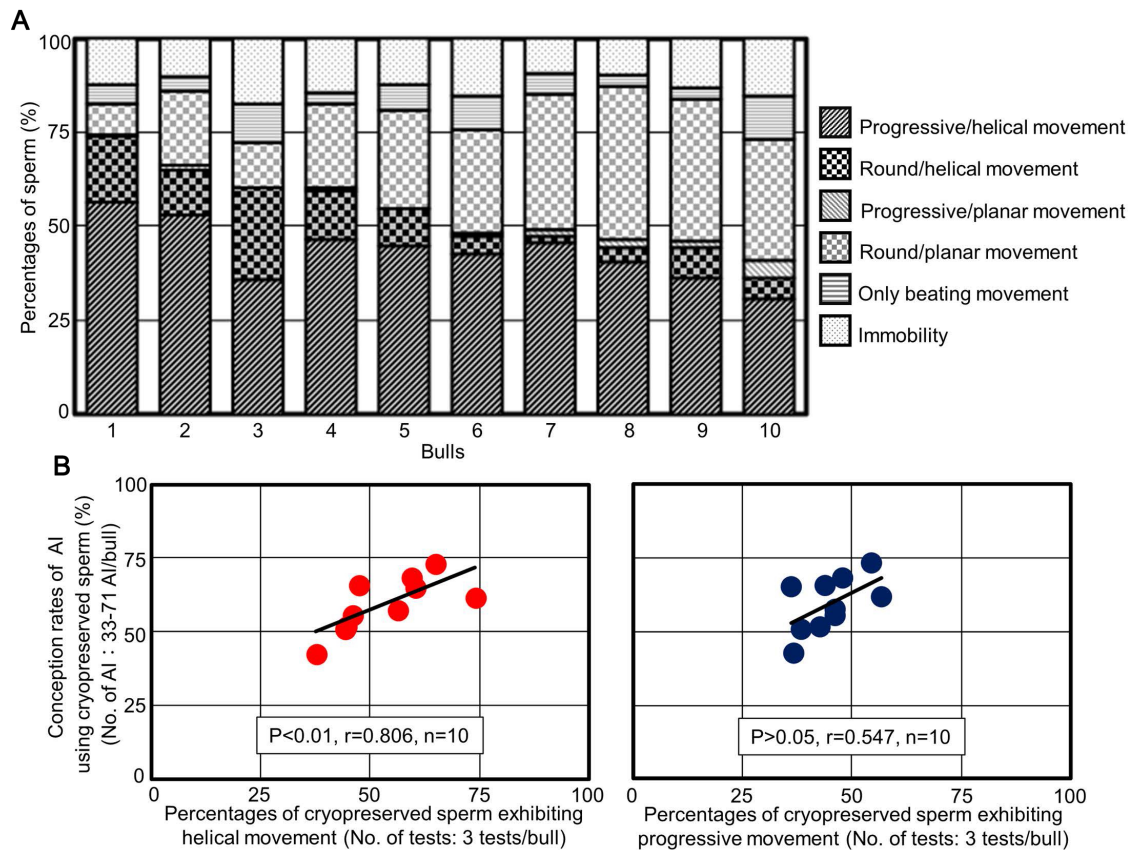 A
Percentages of sperm (%)
100
75
50
25
0
1 2 3 4 5 6 7 8 9 10
Bulls
Progressive/helical movement
Round/helical movement
Progressive/planar movement
Round/planar movement
Only beating movement
Immobility
B
Conception rates of AI
using cryopreserved sperm (%)
(No. of AI : 33-71 AI/bull)
100
75
50
25
0
P<0.01, r=0.806, n=10
0 25 50 75 100
Percentages of cryopreserved sperm exhibiting
helical movement (No. of tests: 3 tests/bull)
P>0.05, r=0.547, n=10
0 25 50 75 100
Percentages of cryopreserved sperm exhibiting
progressive movement (No. of tests: 3 tests/bull)